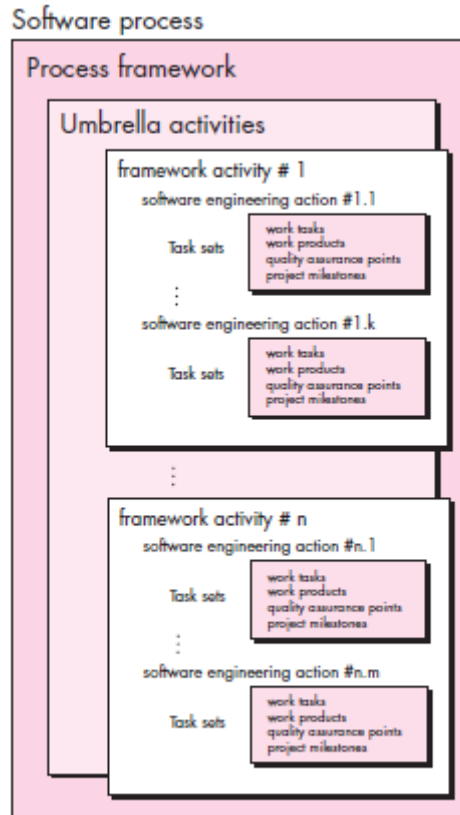 Software process
Process framework
Umbrella activities
framework activity # 1
software engineering action #1.1
Task sets
work tasks
work products
quality assurance points
project milestones
software engineering action #1.k
Task sets
work tasks
work products
quality assurance points
project milestones
framework activity # n
software engineering action #n.1
Task sets
work tasks
work products
quality assurance points
project milestones
software engineering action #n.m
Task sets
work tasks
work products
quality assurance points
project milestones